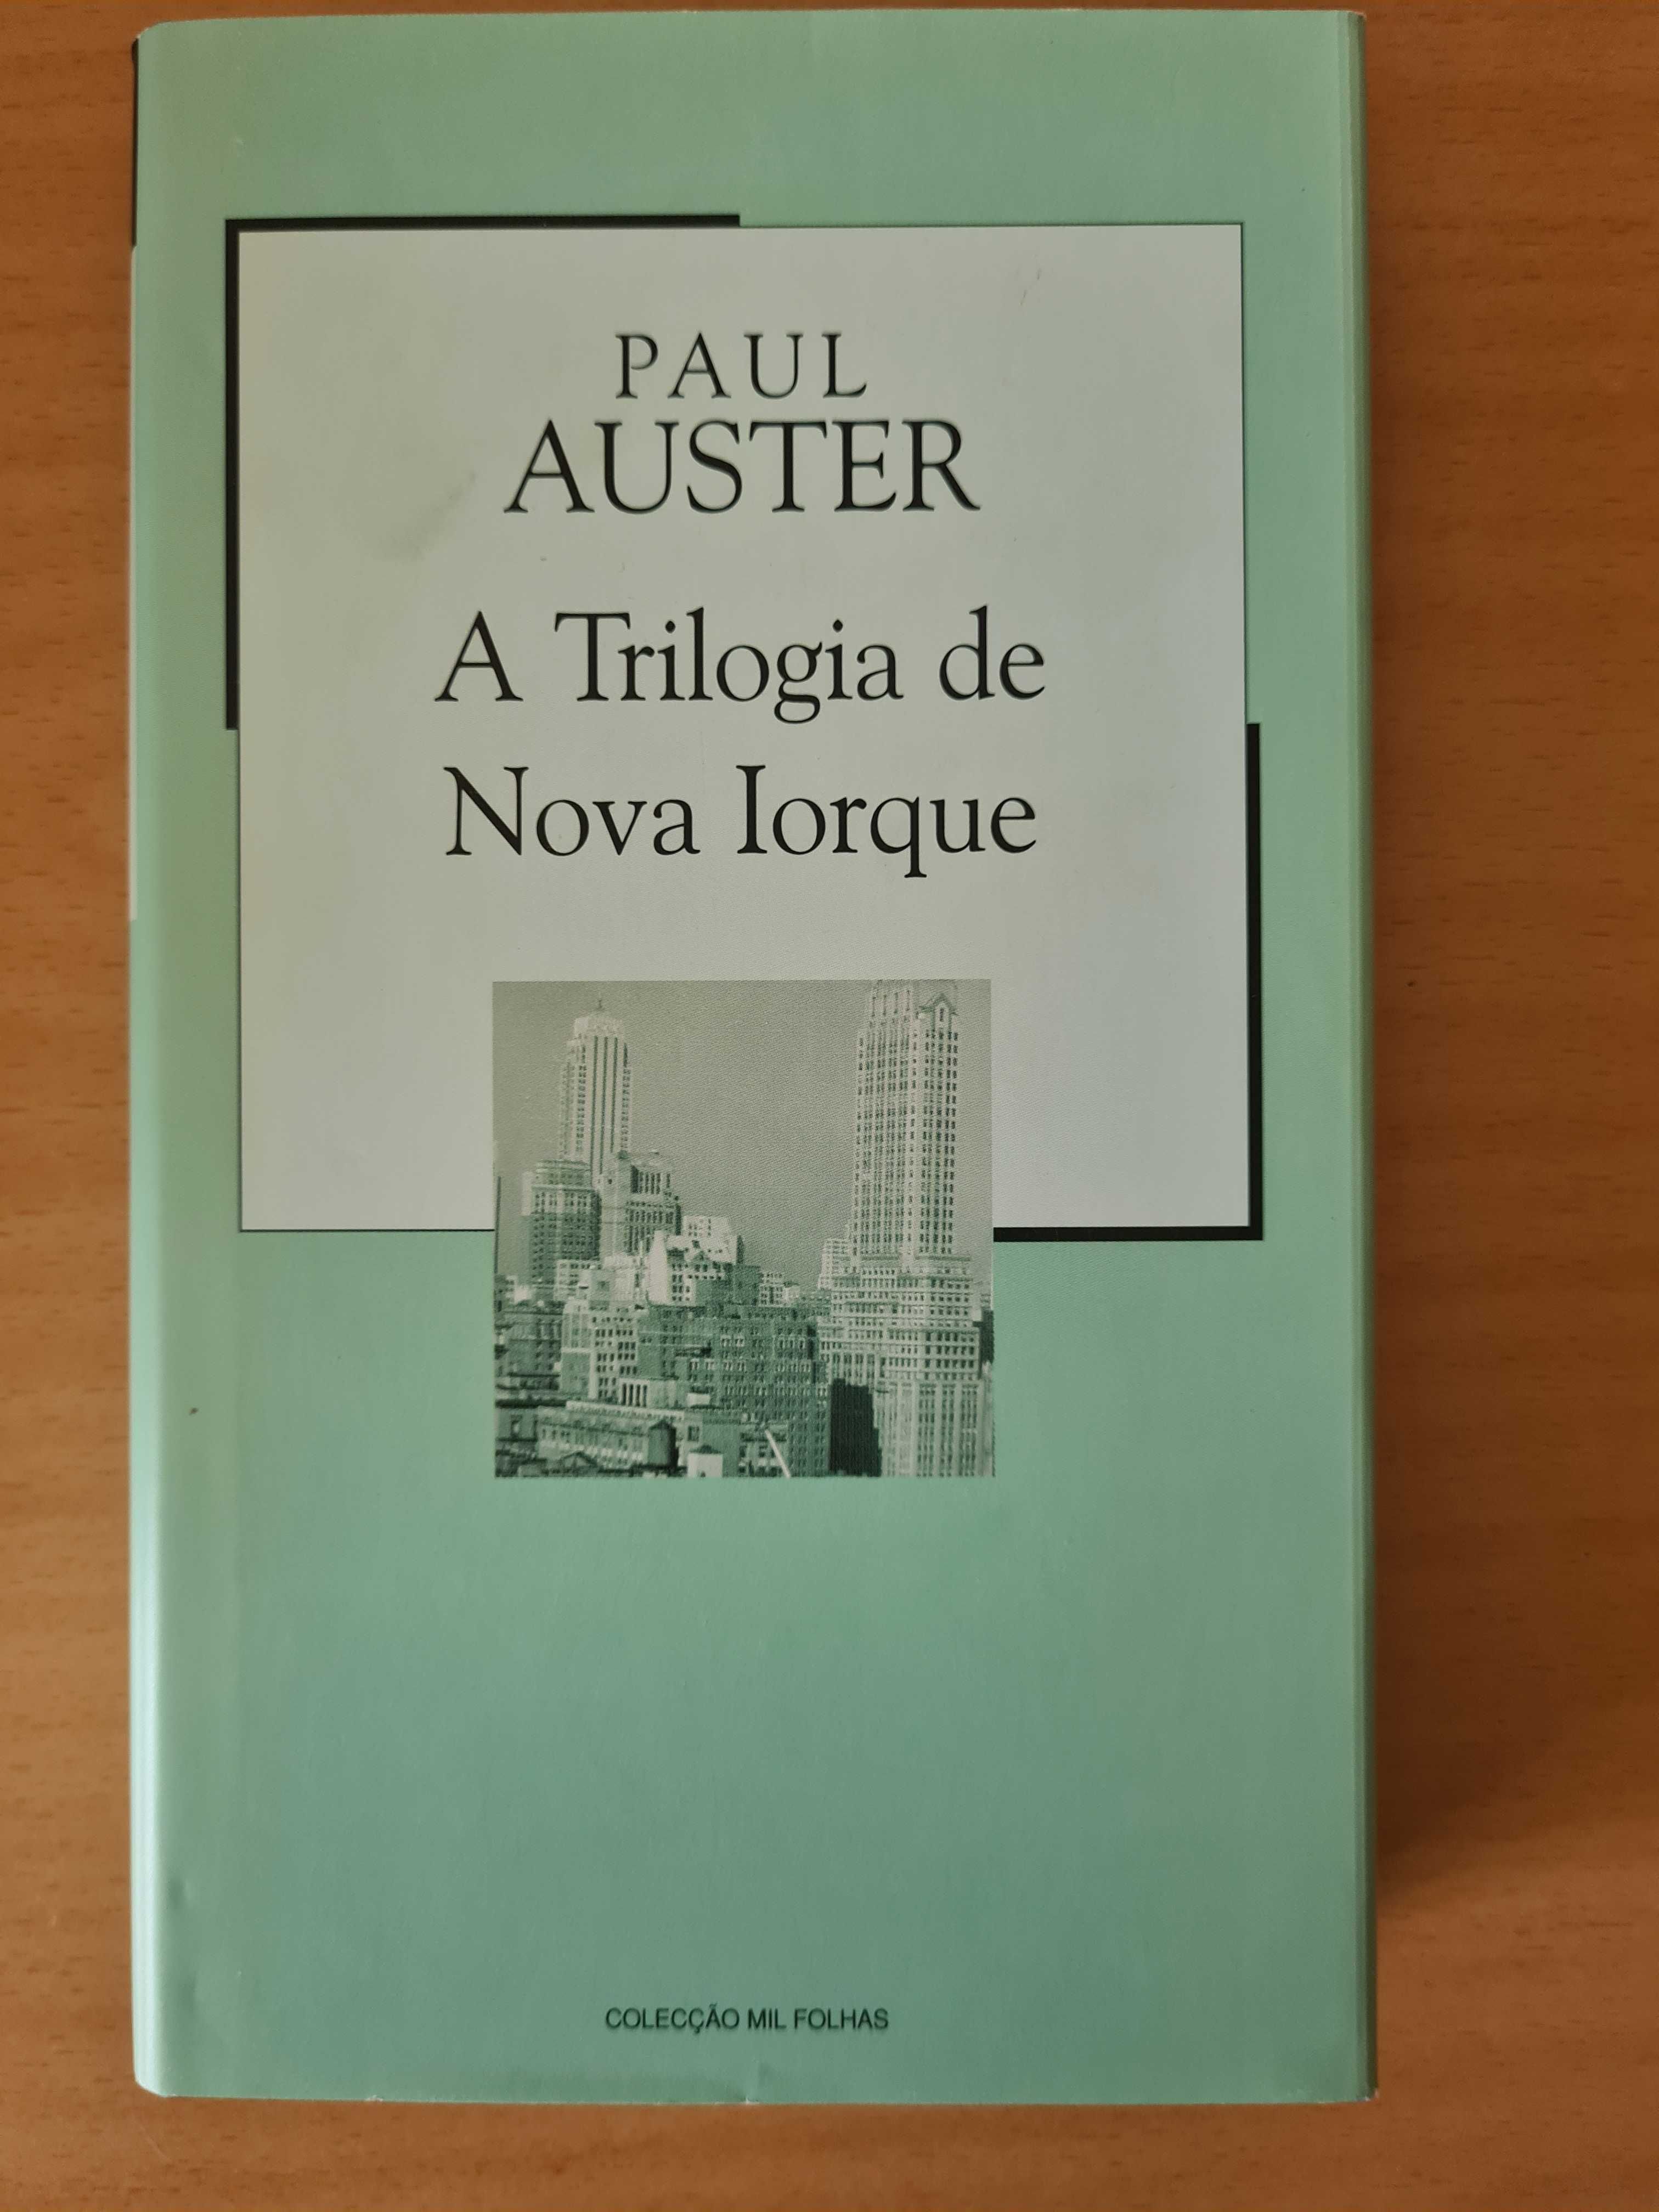 PAUL
AUSTER
A Trilogia de
Nova Iorque
COLECÇÃO MIL FOLHAS